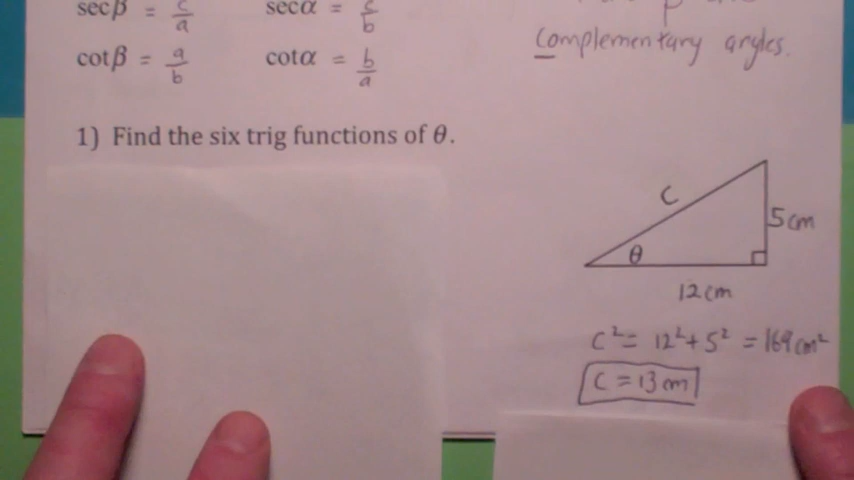 secβ = c/a secα = c/b
complementary angles.
cotβ = a/b cotα = b/a
1) Find the six trig functions of θ.
c
5cm
θ
12cm
c²= 12²+5² = 169cm²
c = 13cm